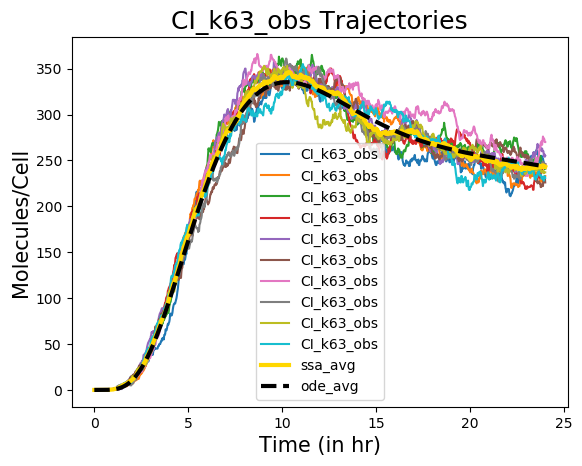 CI_k63_obs Trajectories
Molecules/Cell
350
300
250
200
150
100
50
0
CI_k63_obs
CI_k63_obs
CI_k63_obs
CI_k63_obs
CI_k63_obs
CI_k63_obs
CI_k63_obs
CI_k63_obs
CI_k63_obs
CI_k63_obs
ssa_avg
ode_avg
0 5 10 15 20 25
Time (in hr)